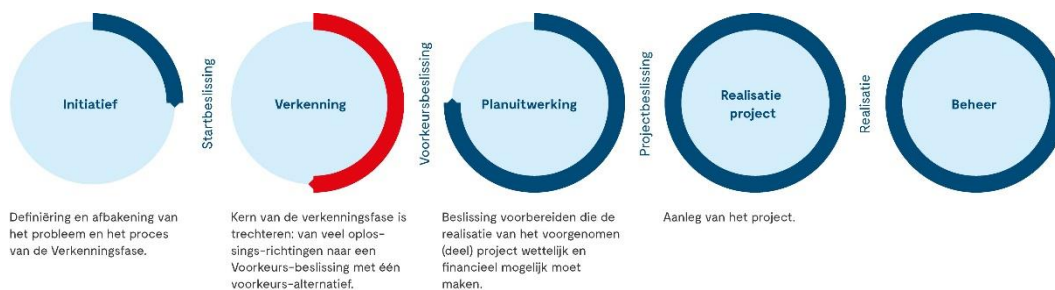 Initiatief
Startbeslissing
Verkenning
Voorkeursbeslissing
Planuitwerking
Projectbeslissing
Realisatie
project
Realisatie
Beheer
Definiëring en afbakening van
het probleem en het proces
van de Verkenningsfase.
Kern van de verkenningsfase is
trechteren: van veel oplos-
sings-richtingen naar een
Voorkeurs-beslissing met één
voorkeurs-alternatief.
Beslissing voorbereiden die de
realisatie van het voorgenomen
(deel) project wettelijk en
financieel mogelijk moet
maken.
Aanleg van het project.